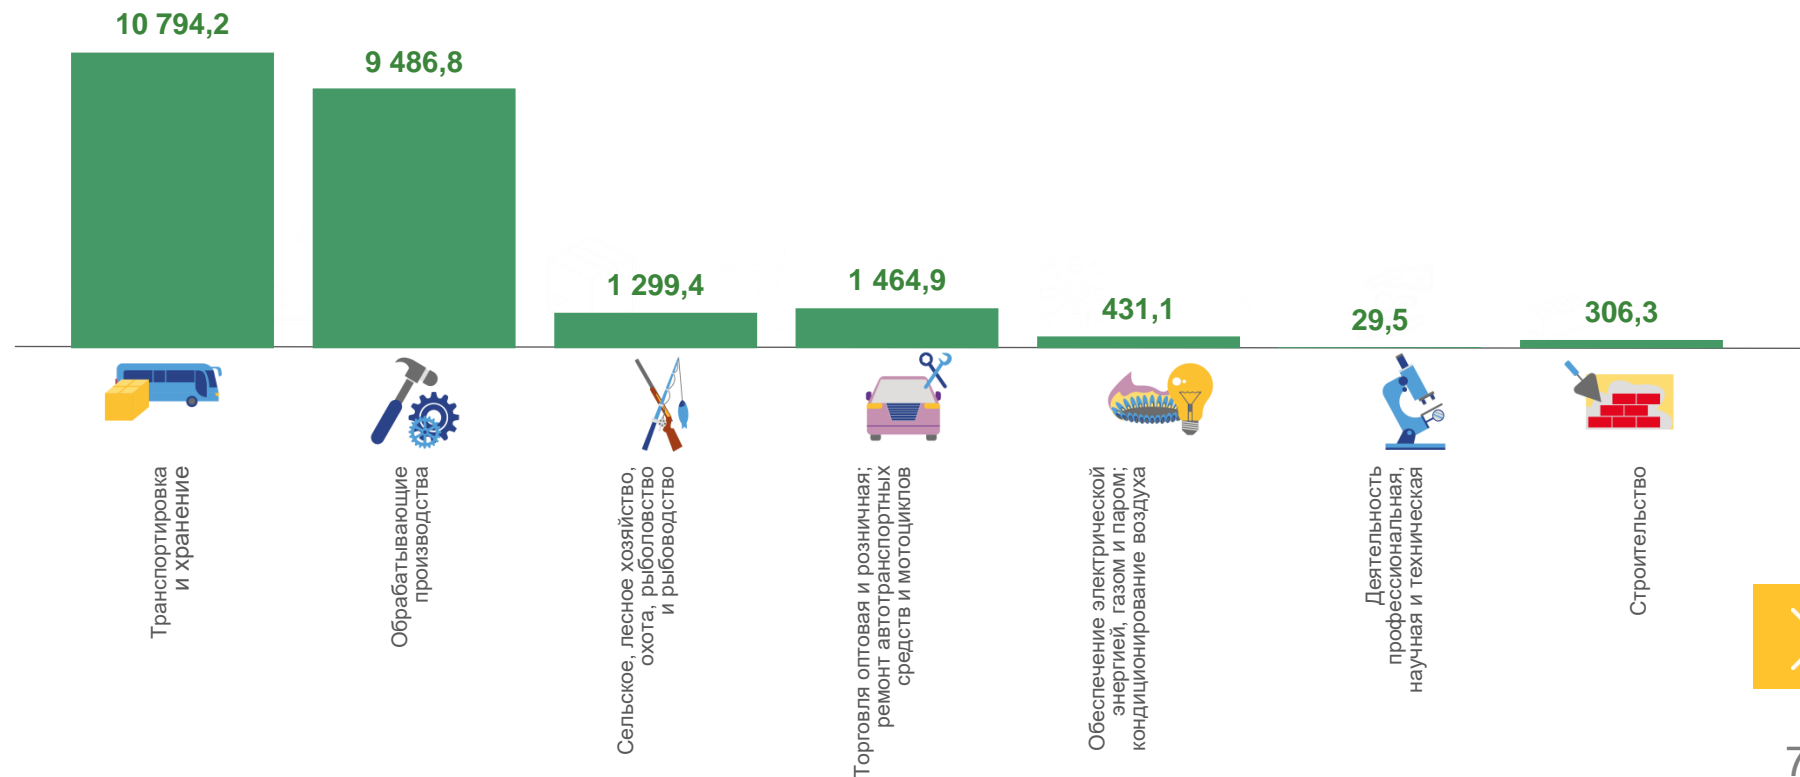 10 794,2
9 486,8
1 299,4
1 464,9
431,1
29,5
306,3
Транспортировка
и хранение
Обрабатывающие
производства
Сельское, лесное хозяйство,
охота, рыболовство
и рыбоводство
Торговля оптовая и розничная;
ремонт автотранспортных
средств и мотоциклов
Обеспечение электрической
энергией, газом и паром;
кондиционирование воздуха
Деятельность
профессиональная,
научная и техническая
Строительство
7